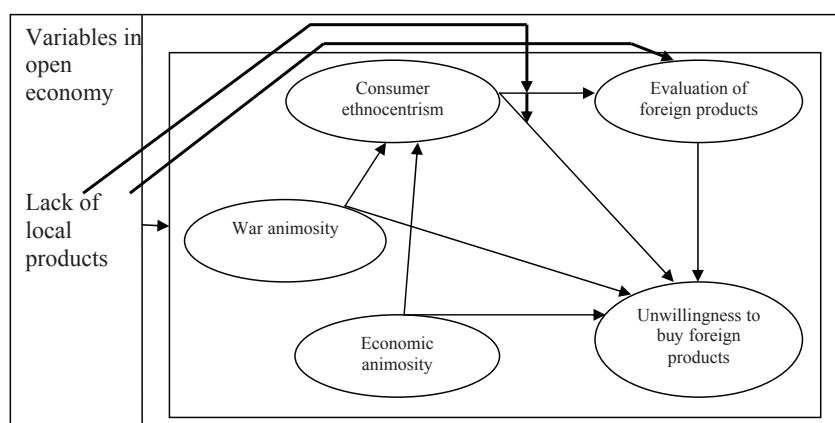 Variables in
open
economy
Lack of
local
products
Consumer
ethnocentrism
Evaluation of
foreign products
War animosity
Economic
animosity
Unwillingness to
buy foreign
products